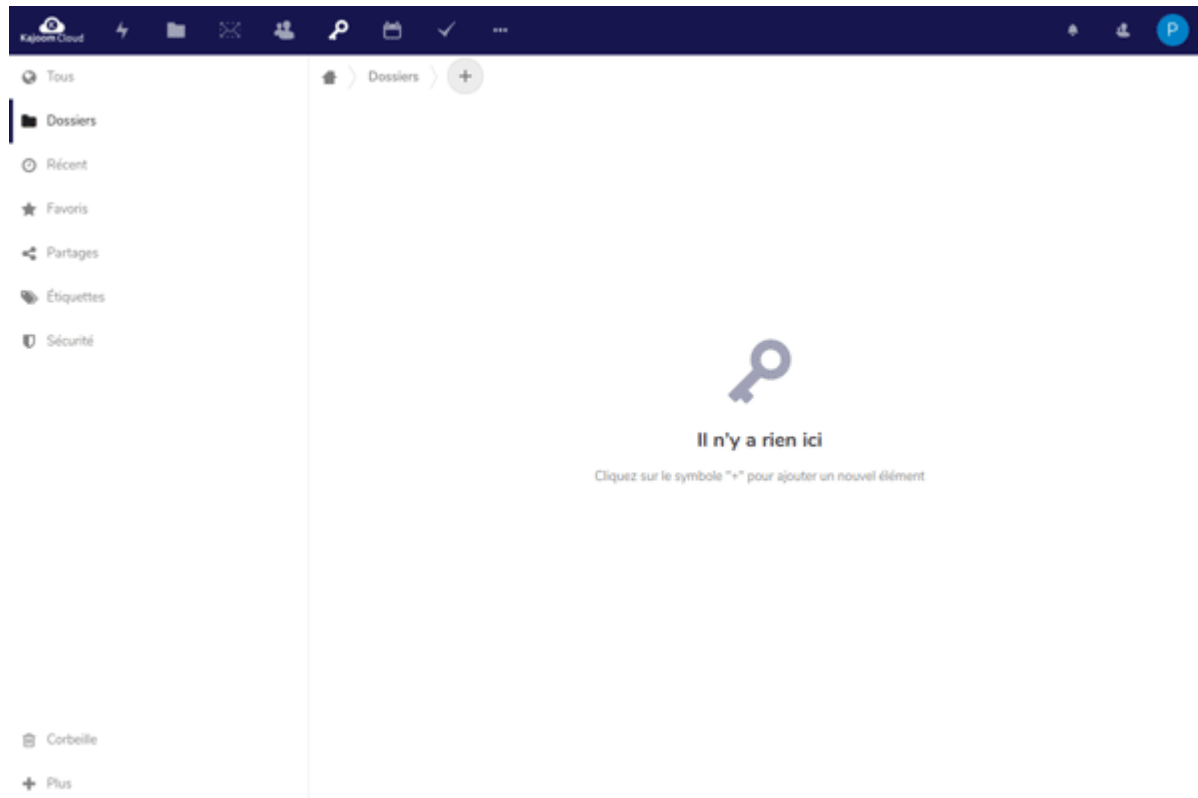 Kajoom Cloud
P
Tous
Dossiers
Récent
Favoris
Partages
Étiquettes
Sécurité
Corbeille
Plus
Dossiers
Il n'y a rien ici
Cliquez sur le symbole "+" pour ajouter un nouvel élément